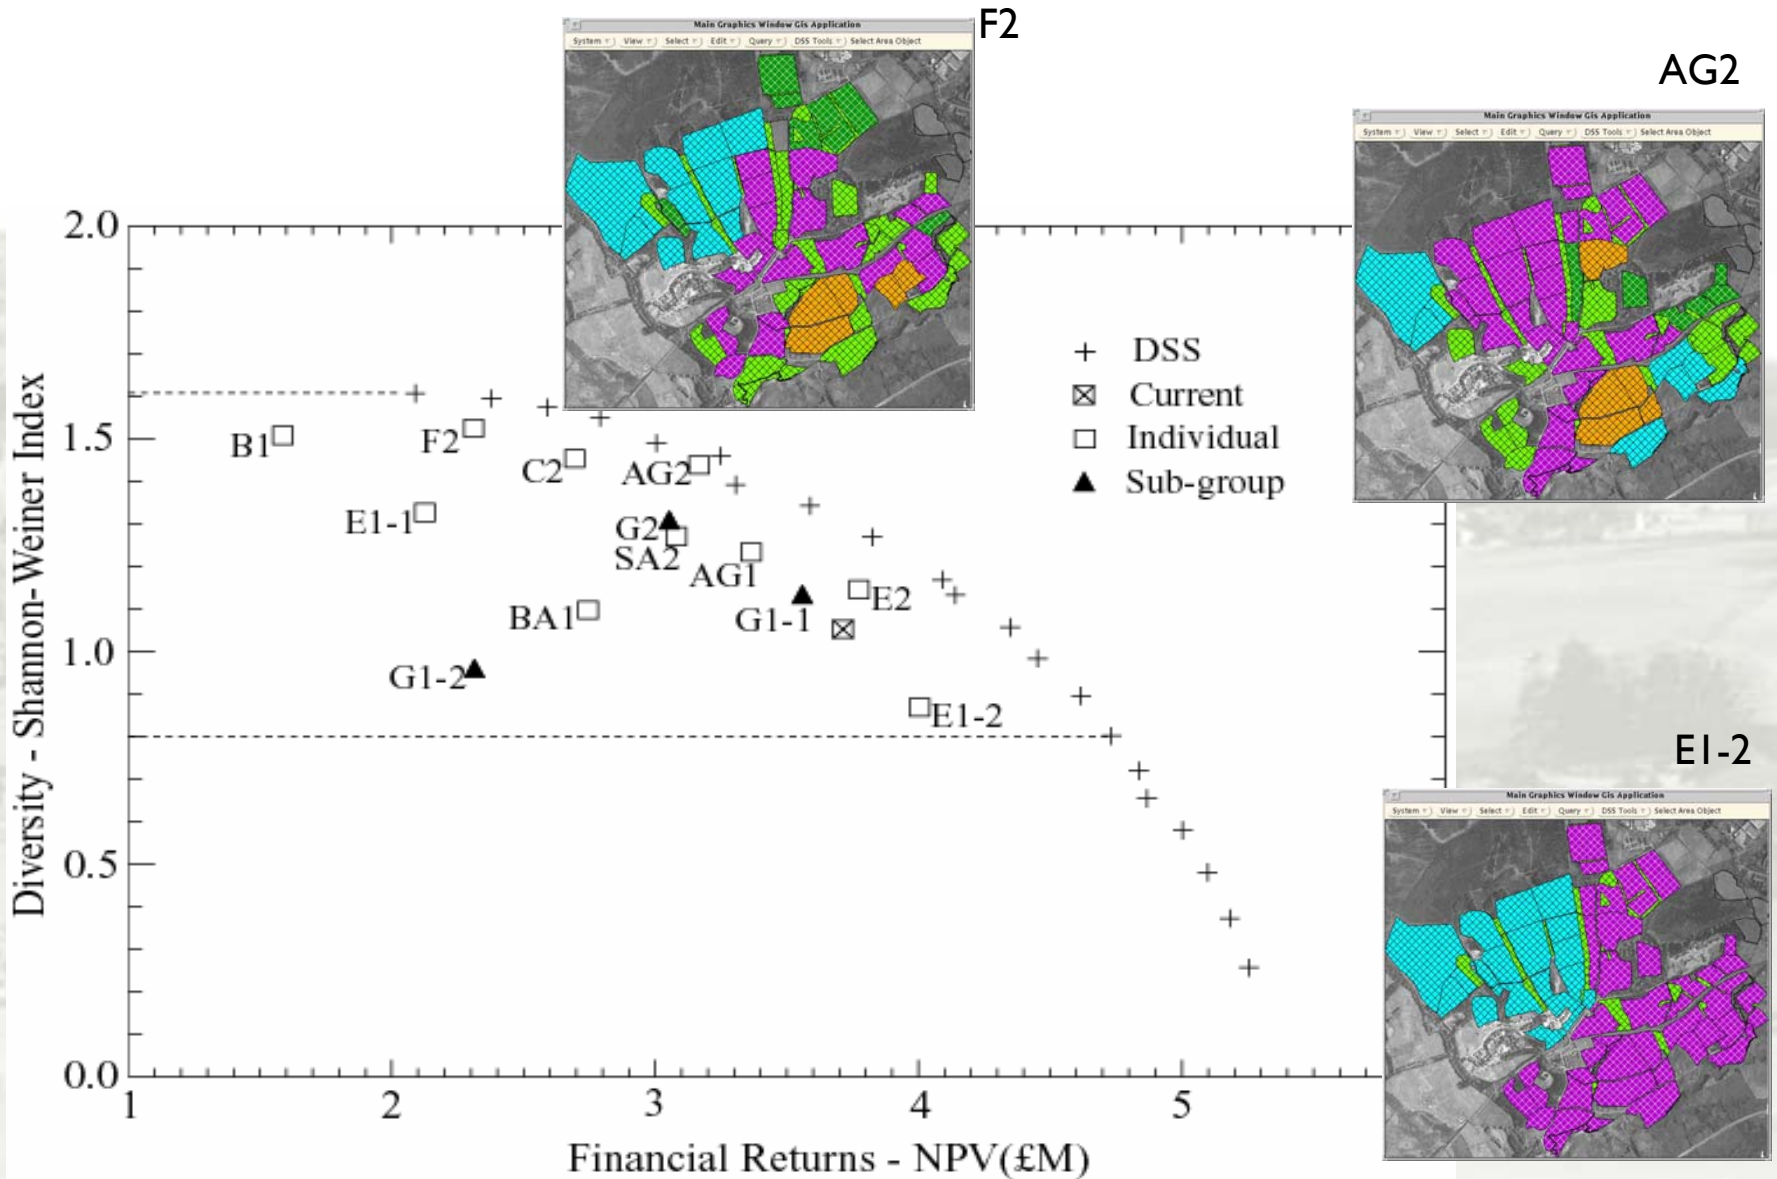 F2
Main Graphics Window Gis Application
System View Select Edit Query DSS Tools Select Area Object
AG2
Main Graphics Window Gis Application
System View Select Edit Query DSS Tools Select Area Object
E1-2
Main Graphics Window Gis Application
System View Select Edit Query DSS Tools Select Area Object
Diversity - Shannon-Weiner Index
2.0
1.5
1.0
0.5
0.0
DSS
Current
Individual
Sub-group
B1
F2
C2
AG2
E1-1
G2
SA2
AG1
BA1
G1-1
E2
G1-2
E1-2
1 2 3 4 5
Financial Returns - NPV(£M)